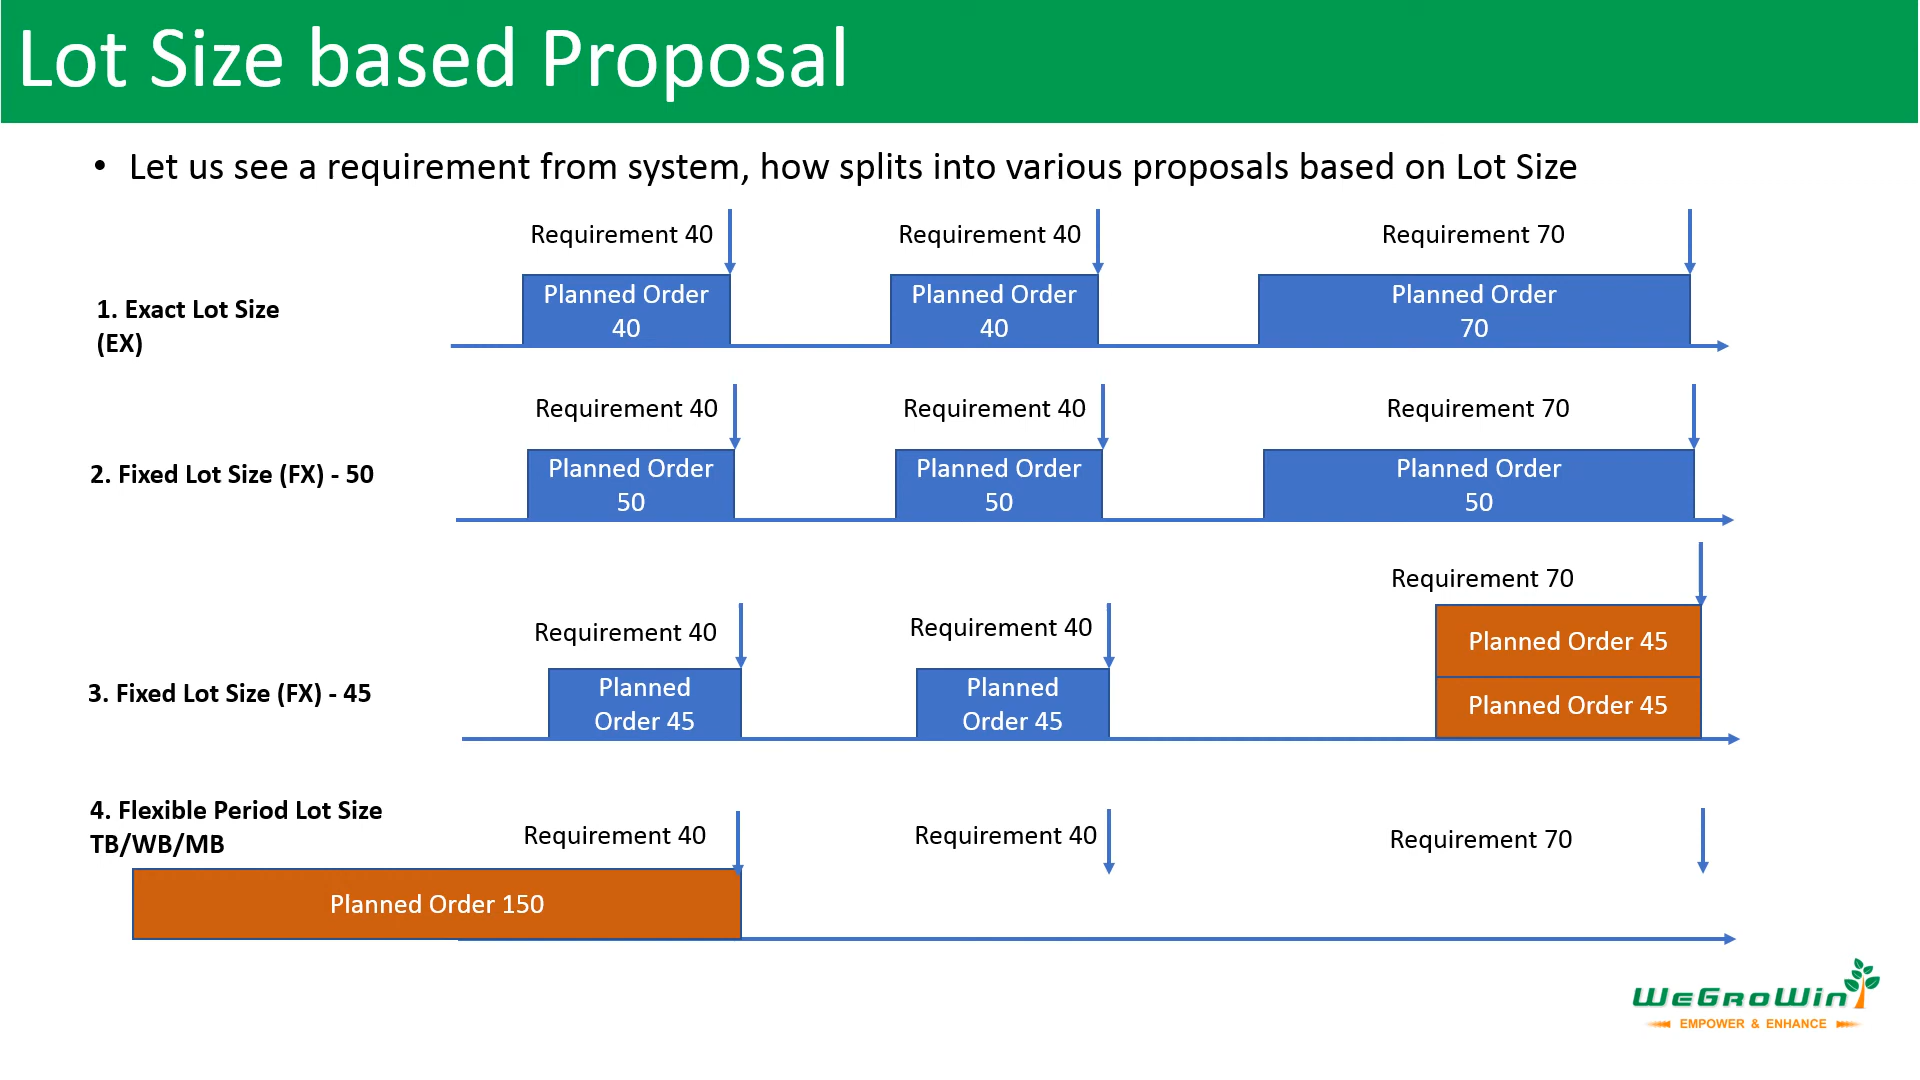 Lot Size based Proposal
• Let us see a requirement from system, how splits into various proposals based on Lot Size
Requirement 40
Requirement 40
Requirement 70
1. Exact Lot Size
(EX)
Planned Order
40
Planned Order
40
Planned Order
70
Requirement 40
Requirement 40
Requirement 70
2. Fixed Lot Size (FX) - 50
Planned Order
50
Planned Order
50
Planned Order
50
Requirement 40
Requirement 40
Requirement 70
3. Fixed Lot Size (FX) - 45
Planned
Order 45
Planned
Order 45
Planned Order 45
Planned Order 45
4. Flexible Period Lot Size
TB/WB/MB
Requirement 40
Requirement 40
Requirement 70
Planned Order 150
WeGroWin
EMPOWER & ENHANCE